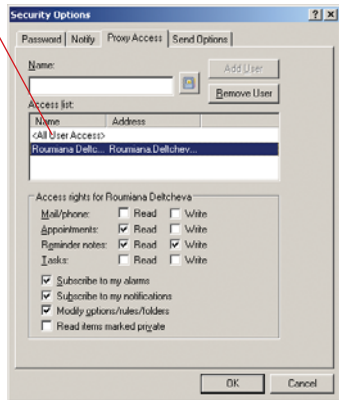 Security Options
Password Notify Proxy Access Send Options
Name:
Add User
Remove User
Access list:
Name Address
<All User Access>
Roumiana Deltc... Roumiana Deltchev...
Access rights for Roumiana Deltcheva
Mail/phone: Read Write
Appointments: Read Write
Reminder notes: Read Write
Tasks: Read Write
Subscribe to my alarms
Subscribe to my notifications
Modify options/rules/folders
Read items marked private
OK Cancel